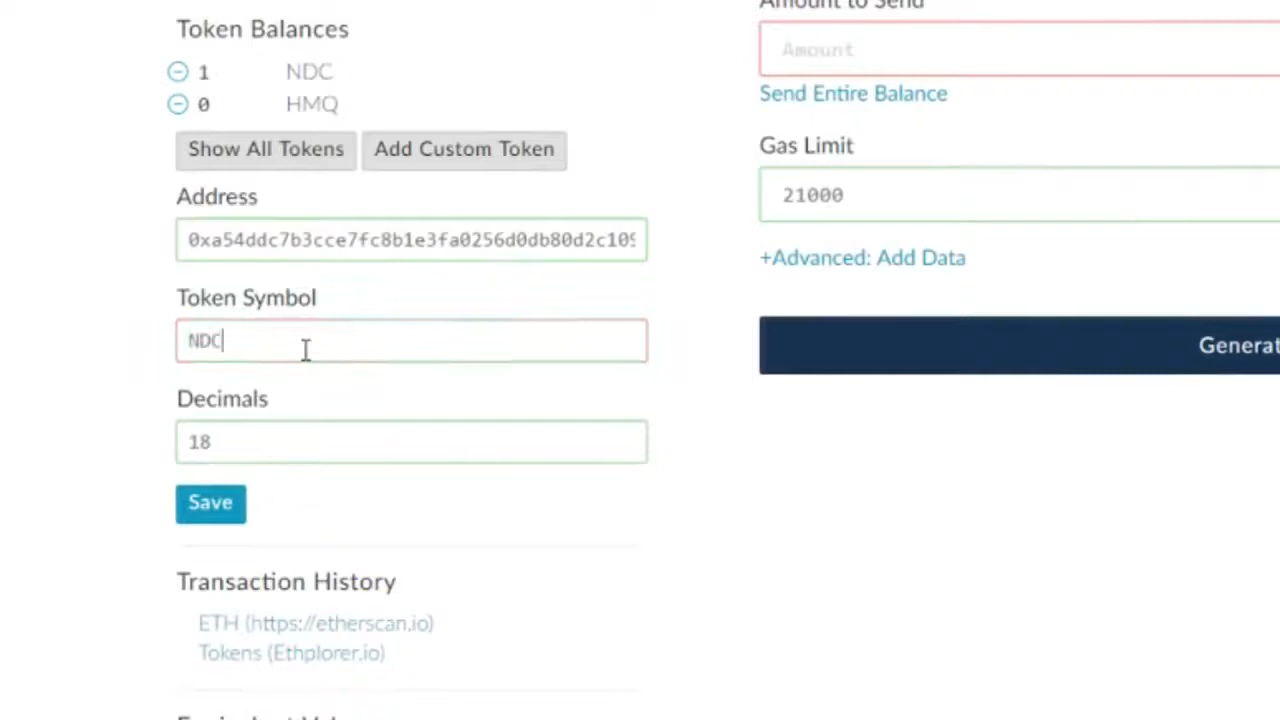 Token Balances
1 NDC
0 HMQ
Show All Tokens Add Custom Token
Address
0xa54ddc7b3cce7fc8b1e3fa0256d0db80d2c109
Token Symbol
NDC
Decimals
18
Save
Transaction History
ETH (https://etherscan.io)
Tokens (Ethplorer.io)
Amount to Send
Amount
Send Entire Balance
Gas Limit
21000
+Advanced: Add Data
Generat